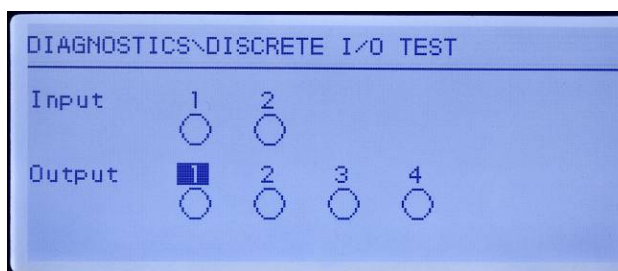 DIAGNOSTICS\DISCRETE I/O TEST
Input 1 2
Output 1 2 3 4